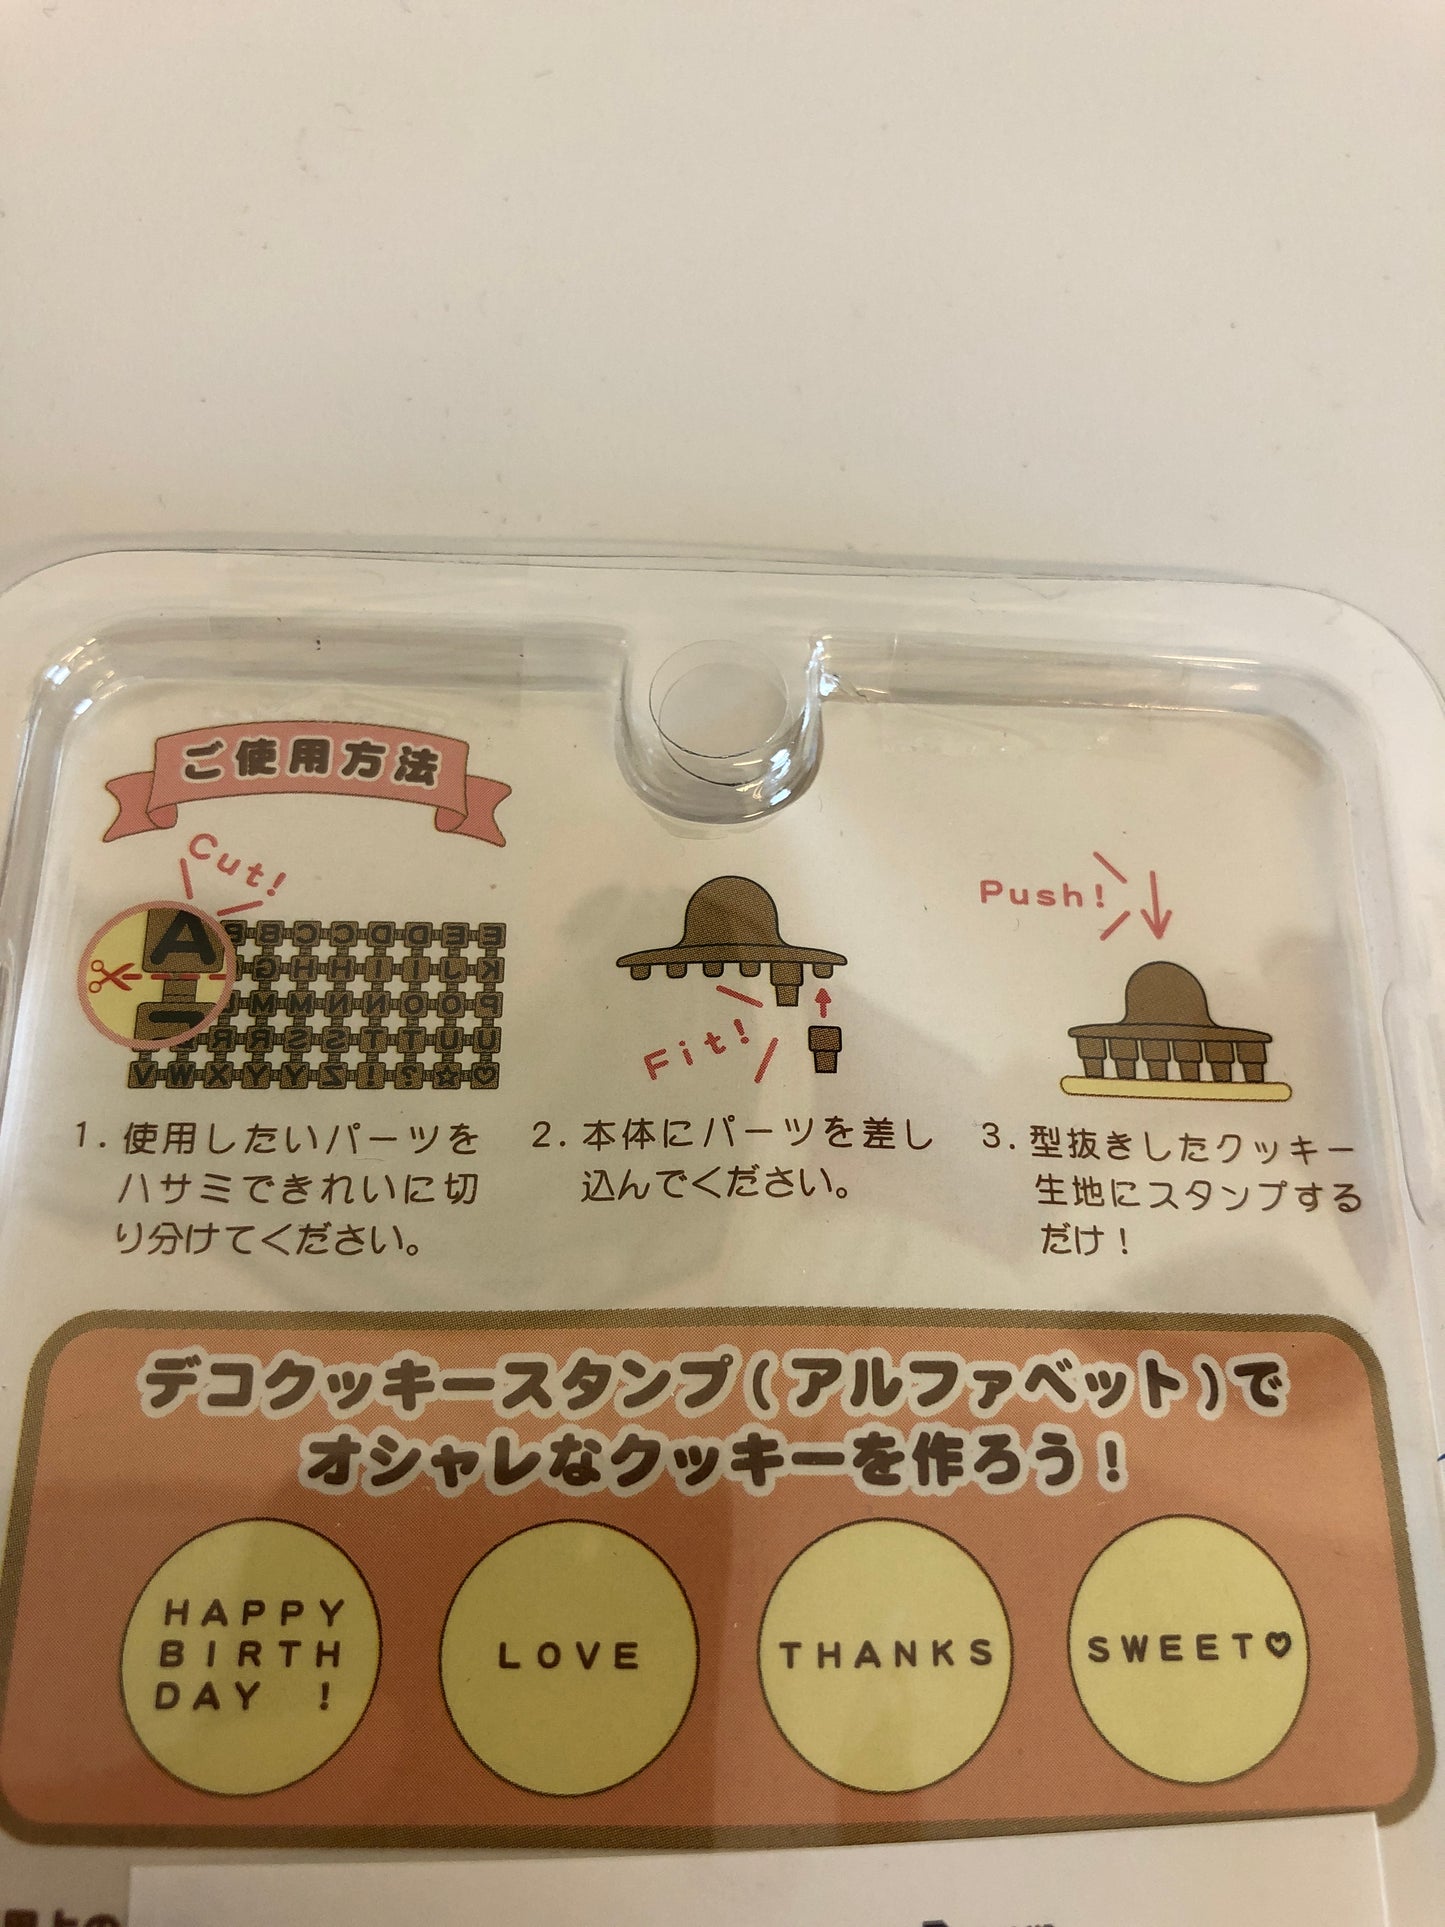 ご使用方法
Cut!
A
B B C C D D E E
G H H I I J K
M M N N O O P
R R S S T T U U
V W X Y Y Z ! ? ☆ ♡
Fit!
Push!
1. 使用したいパーツを
ハサミできれいに切
り分けてください。
2. 本体にパーツを差し
込んでください。
3. 型抜きしたクッキー
生地にスタンプする
だけ！
デコクッキースタンプ(アルファベット)で
オシャレなクッキーを作ろう！
HAPPY
BIRTH
DAY !
LOVE
THANKS
SWEET♡